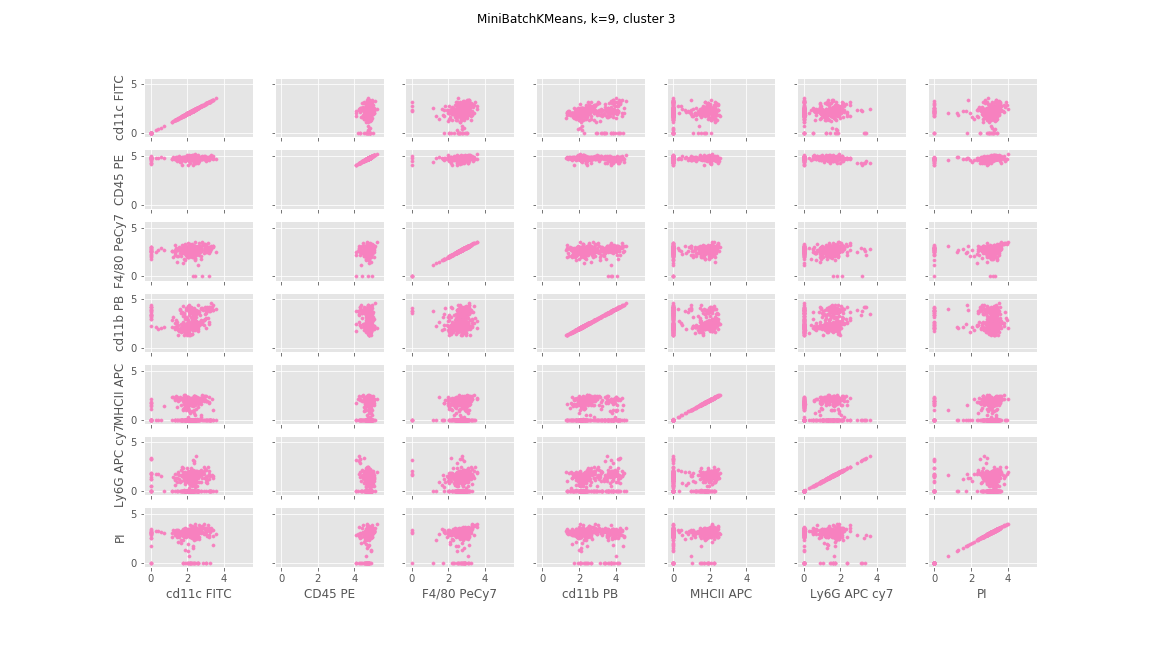 MiniBatchKMeans, k=9, cluster 3
cd11c FITC
5
0
CD45 PE
5
0
F4/80 PeCy7
5
0
cd11b PB
5
0
MHCII APC
5
0
Ly6G APC cy7
5
0
PI
5
0
0 2 4 0 2 4 0 2 4 0 2 4 0 2 4 0 2 4 0 2 4
cd11c FITC CD45 PE F4/80 PeCy7 cd11b PB MHCII APC Ly6G APC cy7 PI